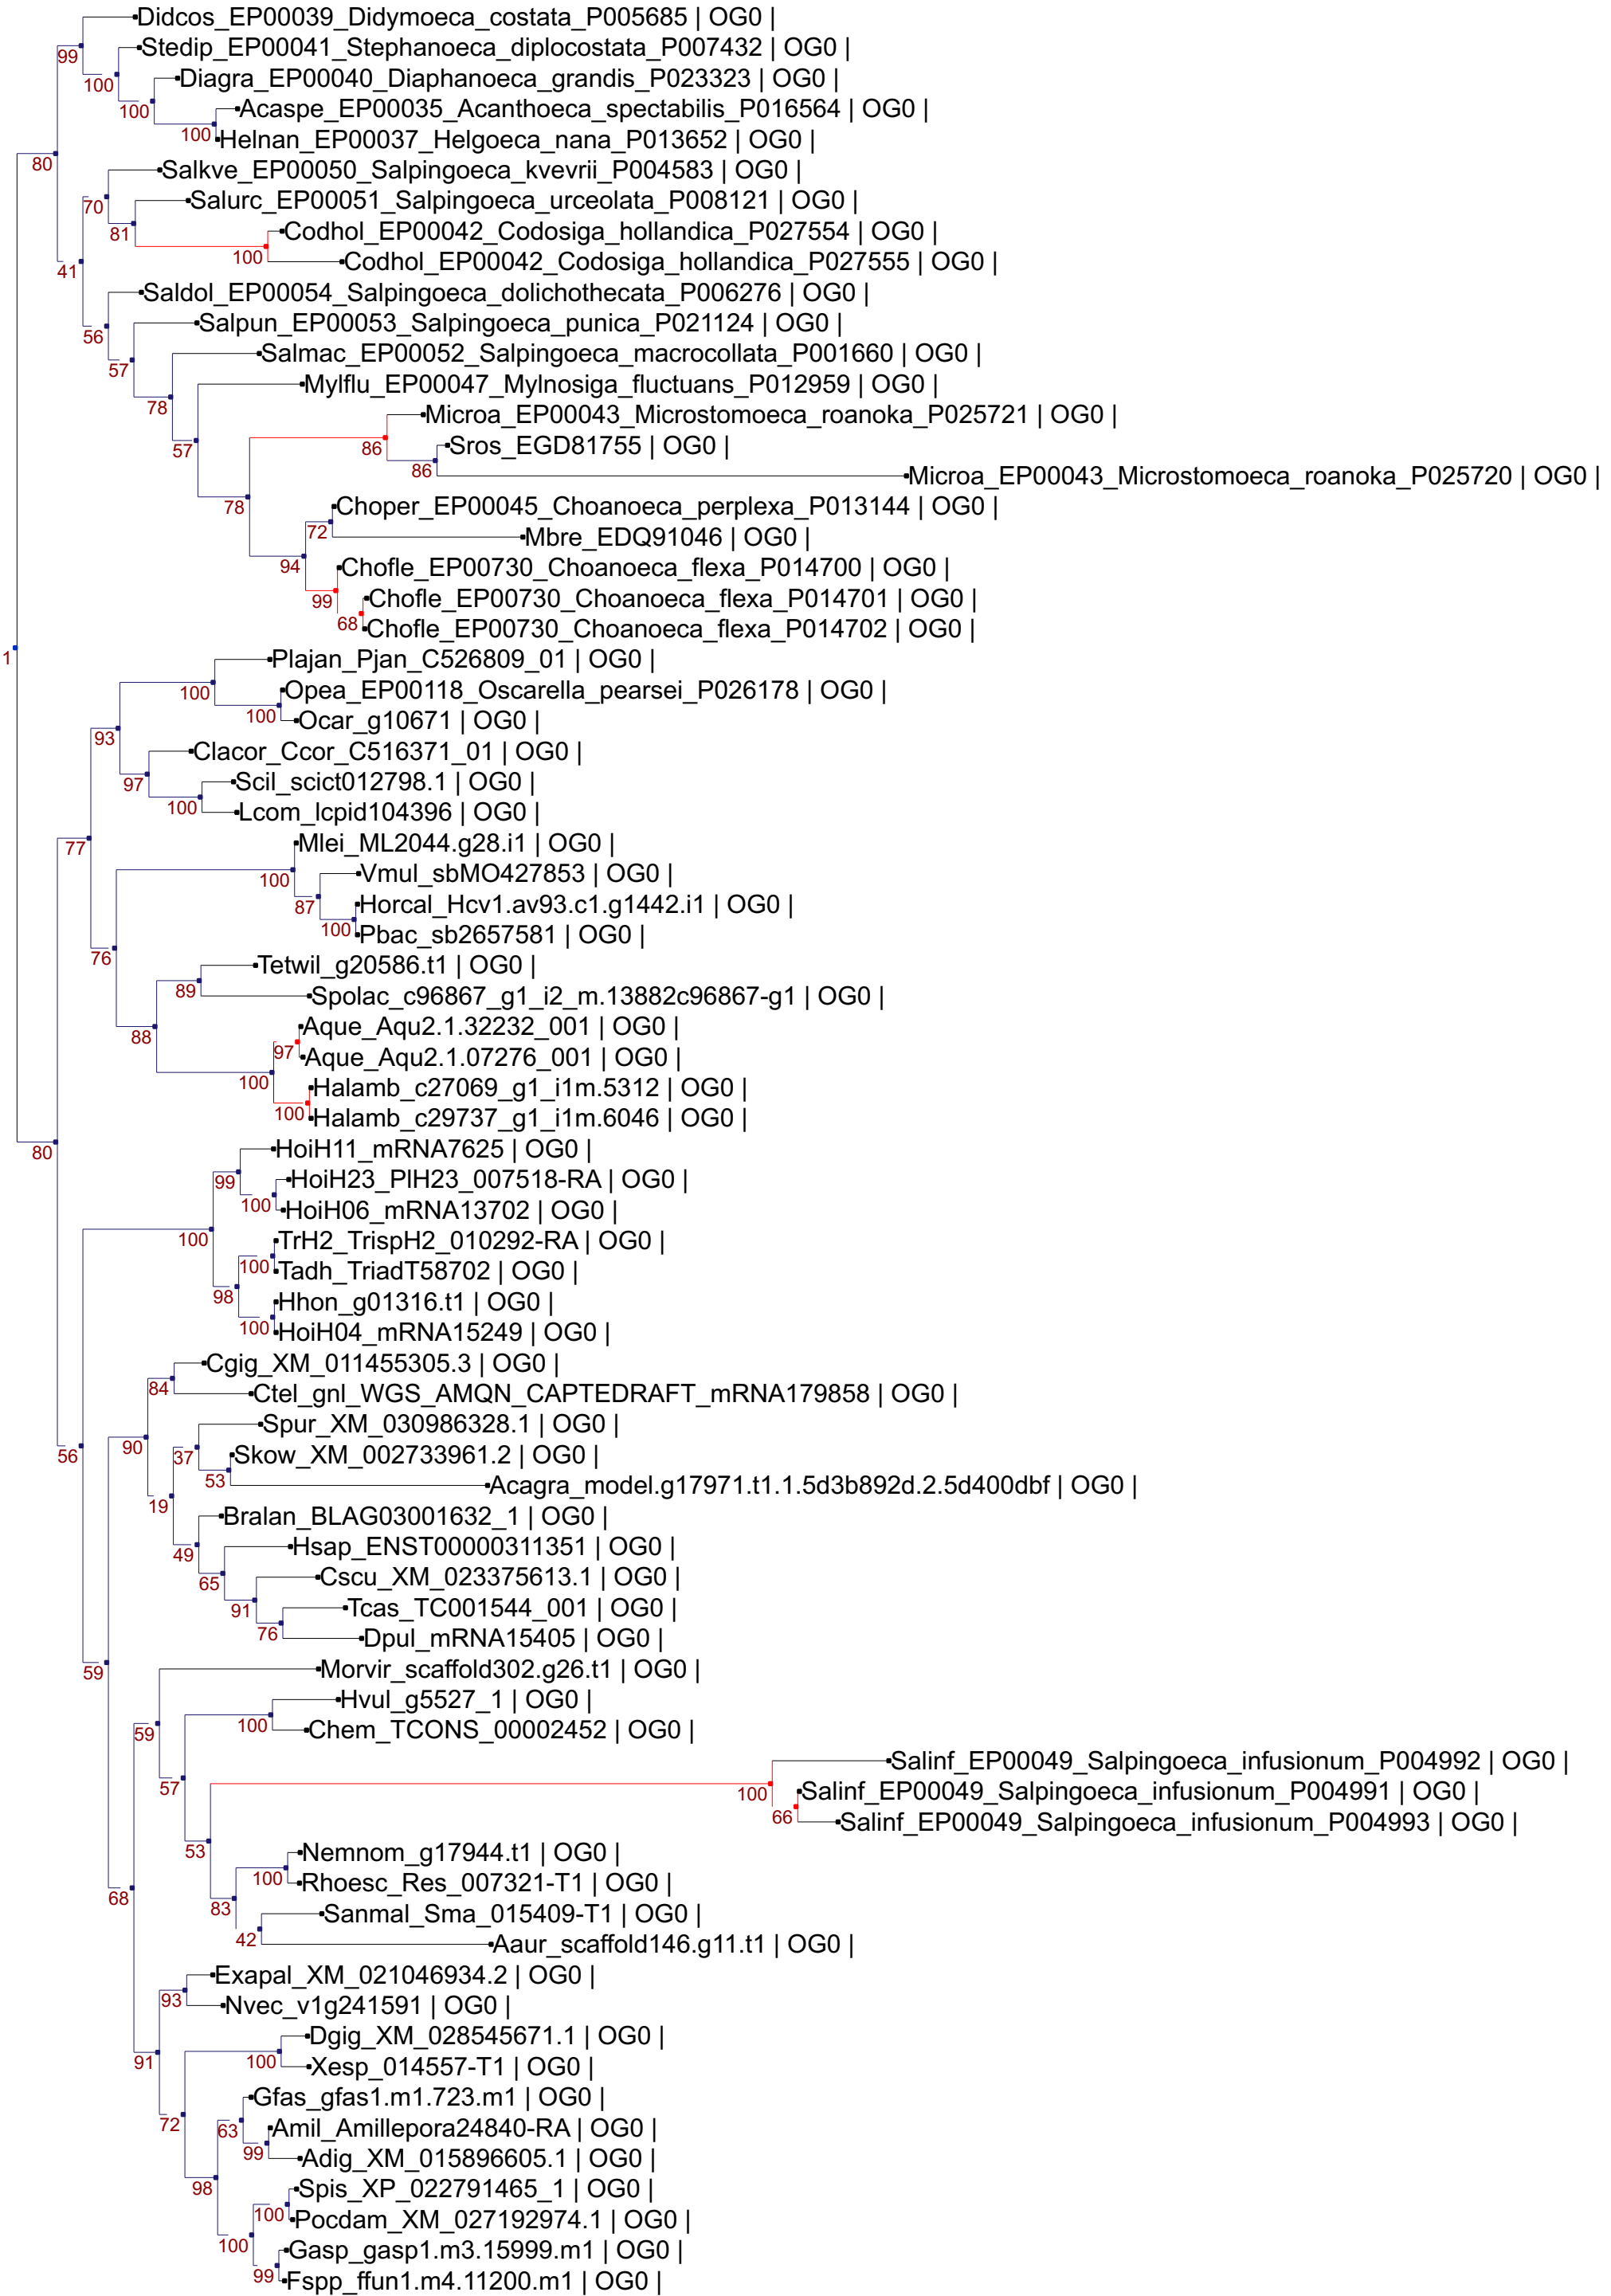 Didcos_EP00039_Didymoeca_costata_P005685 | OG0 |
99
Stedip_EP00041_Stephanoeca_diplocostata_P007432 | OG0 |
100
Diagra_EP00040_Diaphanoeca_grandis_P023323 | OG0 |
100
Acaspe_EP00035_Acanthoeca_spectabilis_P016564 | OG0 |
100
Helnan_EP00037_Helgoeca_nana_P013652 | OG0 |
80
Salkve_EP00050_Salpingoeca_kvevrii_P004583 | OG0 |
70
Salurc_EP00051_Salpingoeca_urceolata_P008121 | OG0 |
81
Codhol_EP00042_Codosiga_hollandica_P027554 | OG0 |
100
Codhol_EP00042_Codosiga_hollandica_P027555 | OG0 |
41
Saldol_EP00054_Salpingoeca_dolichothecata_P006276 | OG0 |
56
Salpun_EP00053_Salpingoeca_punica_P021124 | OG0 |
57
Salmac_EP00052_Salpingoeca_macrocollata_P001660 | OG0 |
78
Mylflu_EP00047_Mylnosiga_fluctuans_P012959 | OG0 |
57
Microa_EP00043_Microstomoeca_roanoka_P025721 | OG0 |
86
Sros_EGD81755 | OG0 |
86
Microa_EP00043_Microstomoeca_roanoka_P025720 | OG0 |
78
Choper_EP00045_Choanoeca_perplexa_P013144 | OG0 |
72
Mbre_EDQ91046 | OG0 |
94
Chofle_EP00730_Choanoeca_flexa_P014700 | OG0 |
99
Chofle_EP00730_Choanoeca_flexa_P014701 | OG0 |
68
Chofle_EP00730_Choanoeca_flexa_P014702 | OG0 |
1
Plajan_Pjan_C526809_01 | OG0 |
100
Opea_EP00118_Oscarella_pearsei_P026178 | OG0 |
100
Ocar_g10671 | OG0 |
93
Clacor_Ccor_C516371_01 | OG0 |
97
Scil_scict012798.1 | OG0 |
100
Lcom_lcpid104396 | OG0 |
77
Mlei_ML2044.g28.i1 | OG0 |
100
Vmul_sbMO427853 | OG0 |
87
Horcal_Hcv1.av93.c1.g1442.i1 | OG0 |
100
Pbac_sb2657581 | OG0 |
76
Tetwil_g20586.t1 | OG0 |
89
Spolac_c96867_g1_i2_m.13882c96867-g1 | OG0 |
88
Aque_Aqu2.1.32232_001 | OG0 |
97
Aque_Aqu2.1.07276_001 | OG0 |
100
Halamb_c27069_g1_i1m.5312 | OG0 |
100
Halamb_c29737_g1_i1m.6046 | OG0 |
80
HoiH11_mRNA7625 | OG0 |
99
HoiH23_PlH23_007518-RA | OG0 |
100
HoiH06_mRNA13702 | OG0 |
100
TrH2_TrispH2_010292-RA | OG0 |
100
Tadh_TriadT58702 | OG0 |
98
Hhon_g01316.t1 | OG0 |
100
HoiH04_mRNA15249 | OG0 |
56
Cgig_XM_011455305.3 | OG0 |
84
Ctel_gnl_WGS_AMQN_CAPTEDRAFT_mRNA179858 | OG0 |
90
Spur_XM_030986328.1 | OG0 |
37
Skow_XM_002733961.2 | OG0 |
53
Acagra_model.g17971.t1.1.5d3b892d.2.5d400dbf | OG0 |
19
Bralan_BLAG03001632_1 | OG0 |
49
Hsap_ENST00000311351 | OG0 |
65
Cscu_XM_023375613.1 | OG0 |
91
Tcas_TC001544_001 | OG0 |
76
Dpul_mRNA15405 | OG0 |
59
Morvir_scaffold302.g26.t1 | OG0 |
59
Hvul_g5527_1 | OG0 |
100
Chem_TCONS_00002452 | OG0 |
57
Salinf_EP00049_Salpingoeca_infusionum_P004992 | OG0 |
100
Salinf_EP00049_Salpingoeca_infusionum_P004991 | OG0 |
66
Salinf_EP00049_Salpingoeca_infusionum_P004993 | OG0 |
53
Nemnom_g17944.t1 | OG0 |
100
Rhoesc_Res_007321-T1 | OG0 |
83
Sanmal_Sma_015409-T1 | OG0 |
42
Aaur_scaffold146.g11.t1 | OG0 |
68
Exapal_XM_021046934.2 | OG0 |
93
Nvec_v1g241591 | OG0 |
91
Dgig_XM_028545671.1 | OG0 |
100
Xesp_014557-T1 | OG0 |
72
Gfas_gfas1.m1.723.m1 | OG0 |
63
Amil_Amillepora24840-RA | OG0 |
99
Adig_XM_015896605.1 | OG0 |
98
Spis_XP_022791465_1 | OG0 |
100
Pocdam_XM_027192974.1 | OG0 |
100
Gasp_gasp1.m3.15999.m1 | OG0 |
99
Fspp_ffun1.m4.11200.m1 | OG0 |